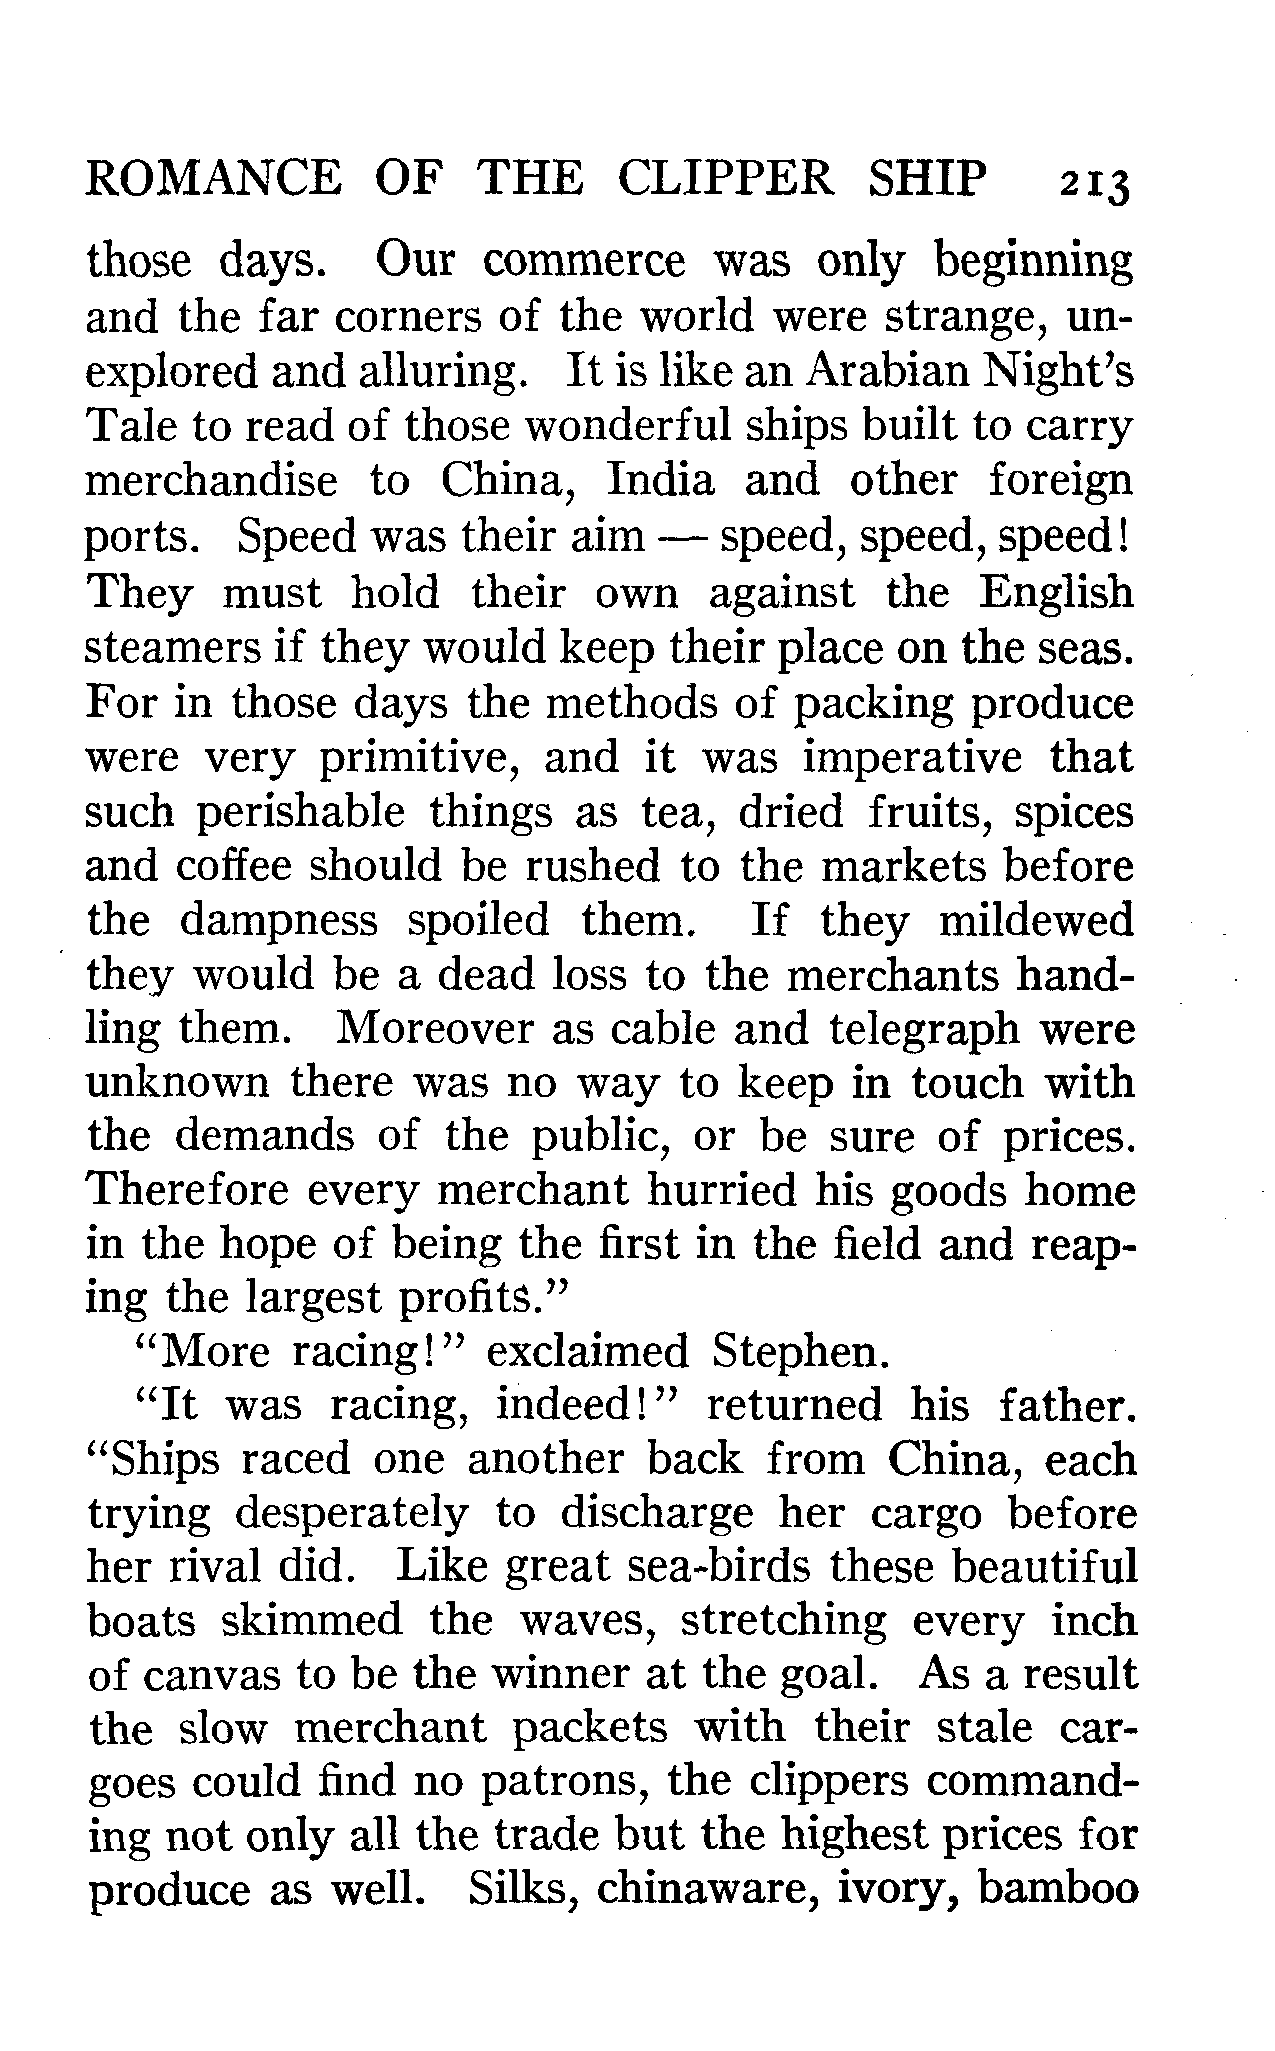 ROMANCE OF THE CLIPPER SHIP 213
those days. Our commerce was only beginning
and the far corners of the world were strange, un-
explored and alluring. It is like an Arabian Night's
Tale to read of those wonderful ships built to carry
merchandise to China, India and other foreign
ports. Speed was their aim — speed, speed, speed!
They must hold their own against the English
steamers if they would keep their place on the seas.
For in those days the methods of packing produce
were very primitive, and it was imperative that
such perishable things as tea, dried fruits, spices
and coffee should be rushed to the markets before
the dampness spoiled them. If they mildewed
they would be a dead loss to the merchants hand-
ling them. Moreover as cable and telegraph were
unknown there was no way to keep in touch with
the demands of the public, or be sure of prices.
Therefore every merchant hurried his goods home
in the hope of being the first in the field and reap-
ing the largest profits."
"More racing!" exclaimed Stephen.
"It was racing, indeed!" returned his father.
"Ships raced one another back from China, each
trying desperately to discharge her cargo before
her rival did. Like great sea-birds these beautiful
boats skimmed the waves, stretching every inch
of canvas to be the winner at the goal. As a result
the slow merchant packets with their stale car-
goes could find no patrons, the clippers command-
ing not only all the trade but the highest prices for
produce as well. Silks, chinaware, ivory, bamboo